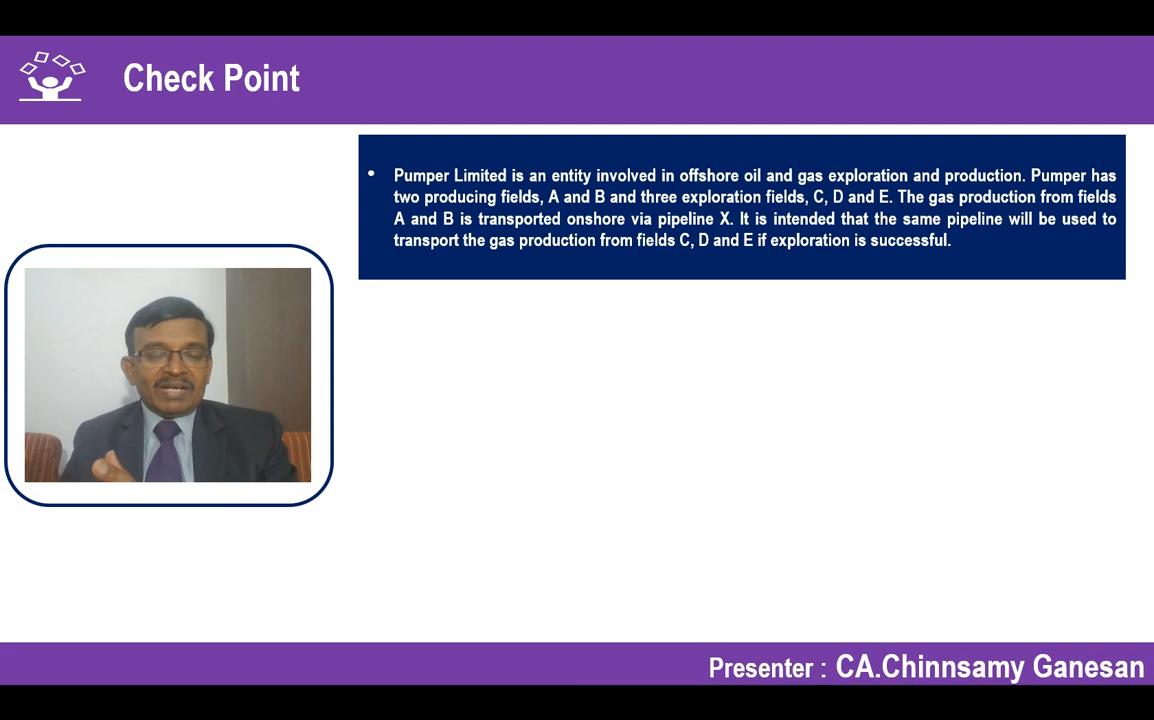 Check Point
• Pumper Limited is an entity involved in offshore oil and gas exploration and production. Pumper has
two producing fields, A and B and three exploration fields, C, D and E. The gas production from fields
A and B is transported onshore via pipeline X. It is intended that the same pipeline will be used to
transport the gas production from fields C, D and E if exploration is successful.
Presenter : CA.Chinnsamy Ganesan